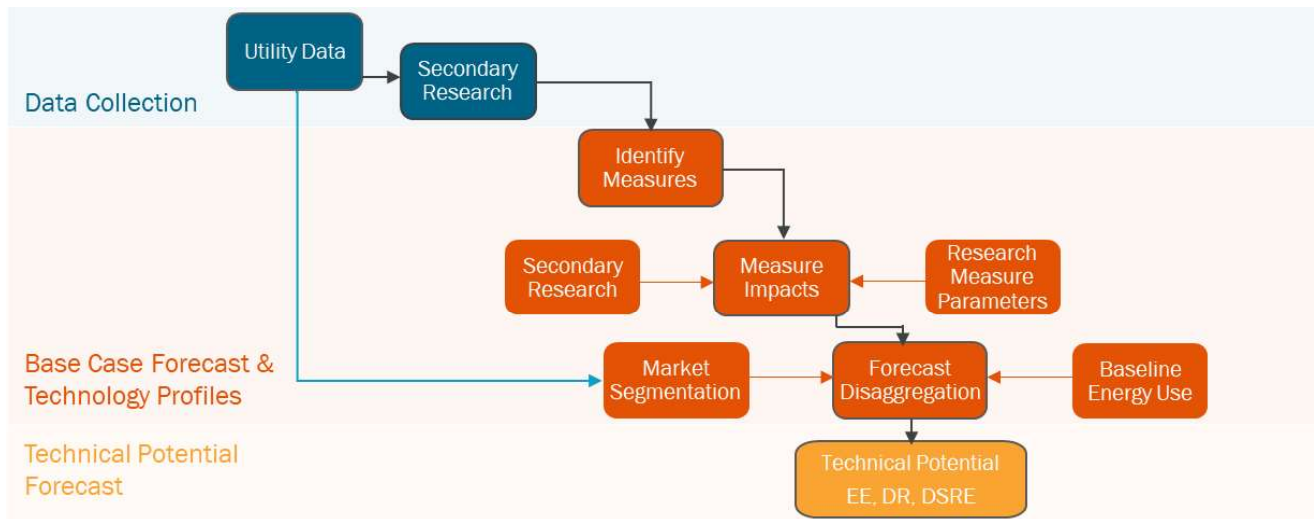 Utility Data
Secondary
Research
Data Collection
Identify
Measures
Secondary
Research
Measure
Impacts
Research
Measure
Parameters
Base Case Forecast &
Technology Profiles
Market
Segmentation
Forecast
Disaggregation
Baseline
Energy Use
Technical Potential
Forecast
Technical Potential
EE, DR, DSRE